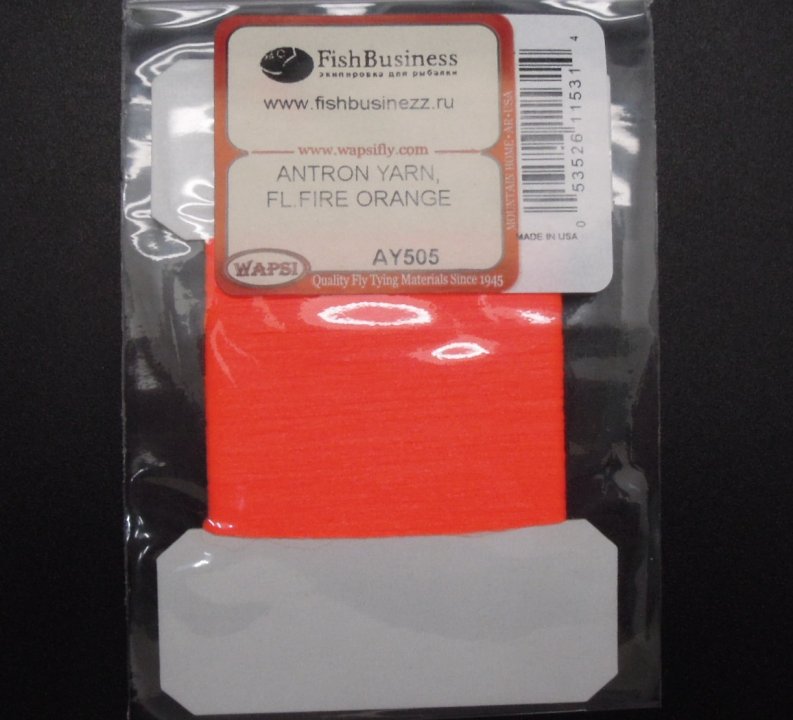 FishBusiness
экипировка для рыбалки
www.fishbusinezz.ru
www.wapsifly.com
ANTRON YARN,
FL.FIRE ORANGE
AY505
WAPSI
Quality Fly Tying Materials Since 1945
MOUNTAIN HOME • AR • USA
0 53526 11531 4
MADE IN USA